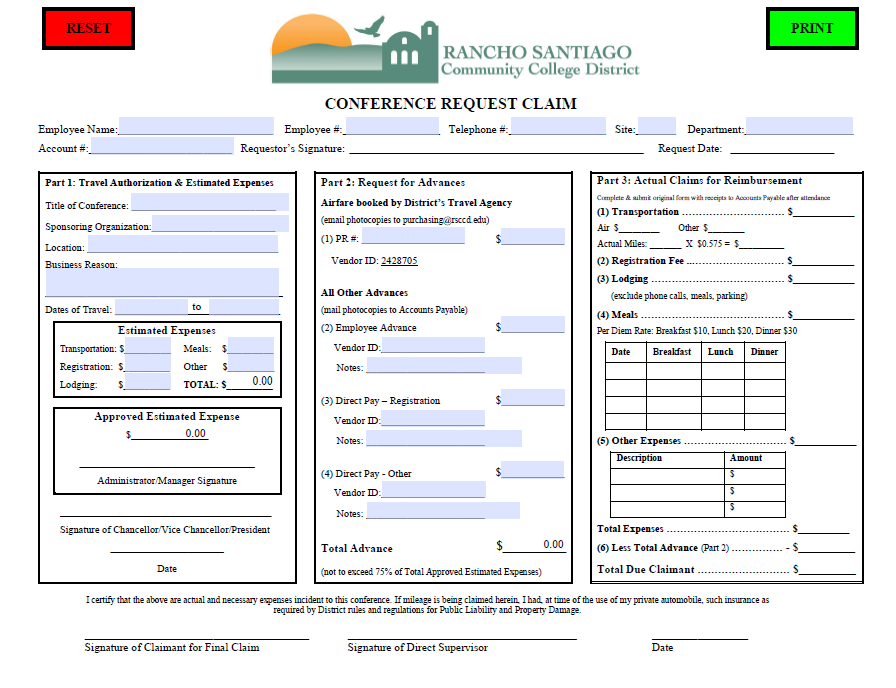 RESET
PRINT
RANCHO SANTIAGO
Community College District
CONFERENCE REQUEST CLAIM
Employee Name: Employee #: Telephone #: Site: Department:
Account #: Requestor's Signature: Request Date:
Part 1: Travel Authorization & Estimated Expenses
Title of Conference:
Sponsoring Organization:
Location:
Business Reason:
Dates of Travel: to
Estimated Expenses
Transportation: $ Meals: $
Registration: $ Other $
Lodging: $ TOTAL: $ 0.00
Approved Estimated Expense
$ 0.00
Administrator/Manager Signature
Signature of Chancellor/Vice Chancellor/President
Date
Part 2: Request for Advances
Airfare booked by District's Travel Agency
(email photocopies to purchasing@rsccd.edu)
(1) PR #: $
Vendor ID: 2428705
All Other Advances
(mail photocopies to Accounts Payable)
(2) Employee Advance $
Vendor ID:
Notes:
(3) Direct Pay – Registration $
Vendor ID:
Notes:
(4) Direct Pay - Other $
Vendor ID:
Notes:
Total Advance $ 0.00
(not to exceed 75% of Total Approved Estimated Expenses)
Part 3: Actual Claims for Reimbursement
Complete & submit original form with receipts to Accounts Payable after attendance
(1) Transportation ................................ $
Air $ Other $
Actual Miles: X $0.575 = $
(2) Registration Fee ............................... $
(3) Lodging ......................................... $
(exclude phone calls, meals, parking)
(4) Meals ............................................ $
Per Diem Rate: Breakfast $10, Lunch $20, Dinner $30
Date Breakfast Lunch Dinner
(5) Other Expenses ................................ $
Description Amount
$
$
$
Total Expenses ...................................... $
(6) Less Total Advance (Part 2) ............... - $
Total Due Claimant ............................ $
I certify that the above are actual and necessary expenses incident to this conference. If mileage is being claimed herein, I had, at time of the use of my private automobile, such insurance as
required by District rules and regulations for Public Liability and Property Damage.
Signature of Claimant for Final Claim Signature of Direct Supervisor Date